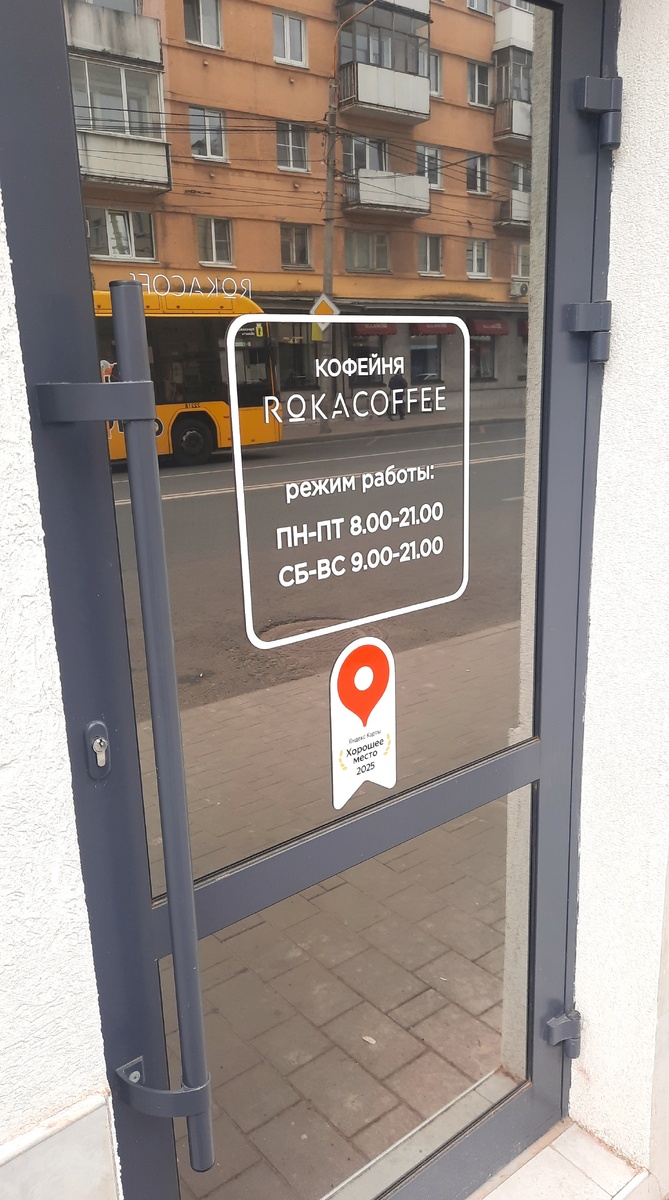 ROKACOFF
КОФЕЙНЯ
ROKACOFFEE
режим работы:
ПН-ПТ 8.00-21.00
СБ-ВС 9.00-21.00
Яндекс Карты
Хорошее
место
2025